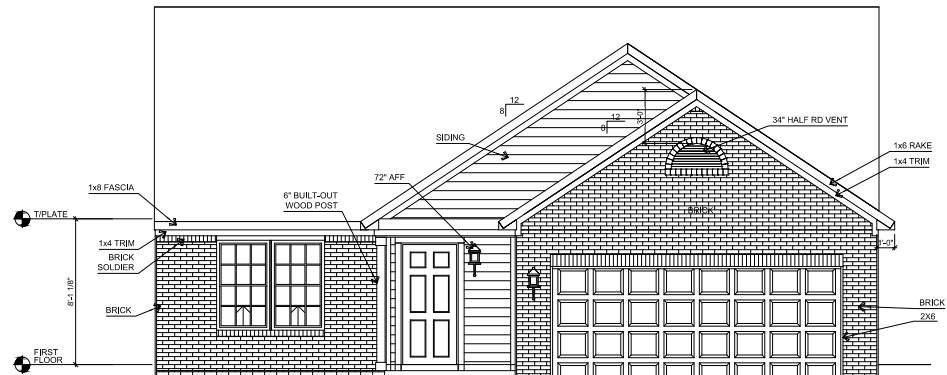 12
8
12
8
3'-0"
34" HALF RD VENT
SIDING
1x6 RAKE
1x4 TRIM
72" AFF
1x8 FASCIA
6" BUILT-OUT
WOOD POST
BRICK
T/PLATE
1x4 TRIM
1'-0"
BRICK
SOLDIER
8'-1 1/8"
BRICK
BRICK
2X6
FIRST
FLOOR